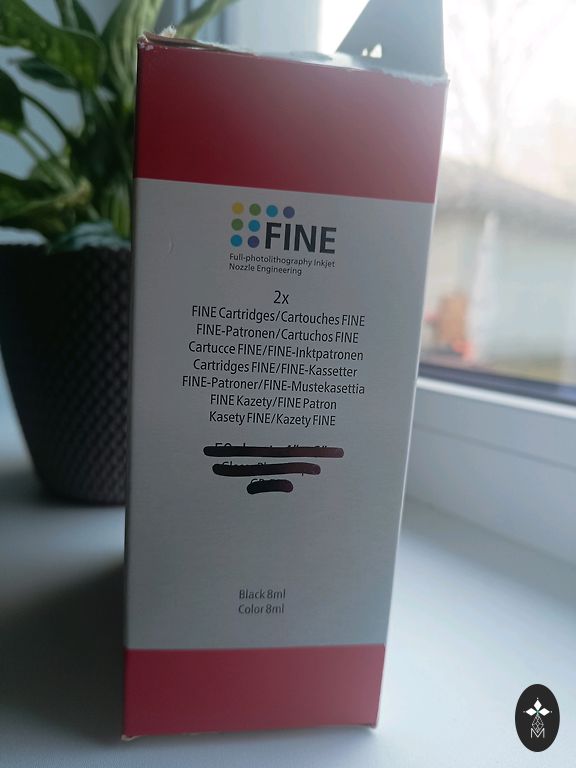 FINE
Full-photolithography Inkjet
Nozzle Engineering
2x
FINE Cartridges/Cartouches FINE
FINE-Patronen/Cartuchos FINE
Cartucce FINE/FINE-Inktpatronen
Cartridges FINE/FINE-Kassetter
FINE-Patroner/FINE-Mustekasettia
FINE Kazety/FINE Patron
Kasety FINE/Kazety FINE
Black 8ml
Color 8ml
M